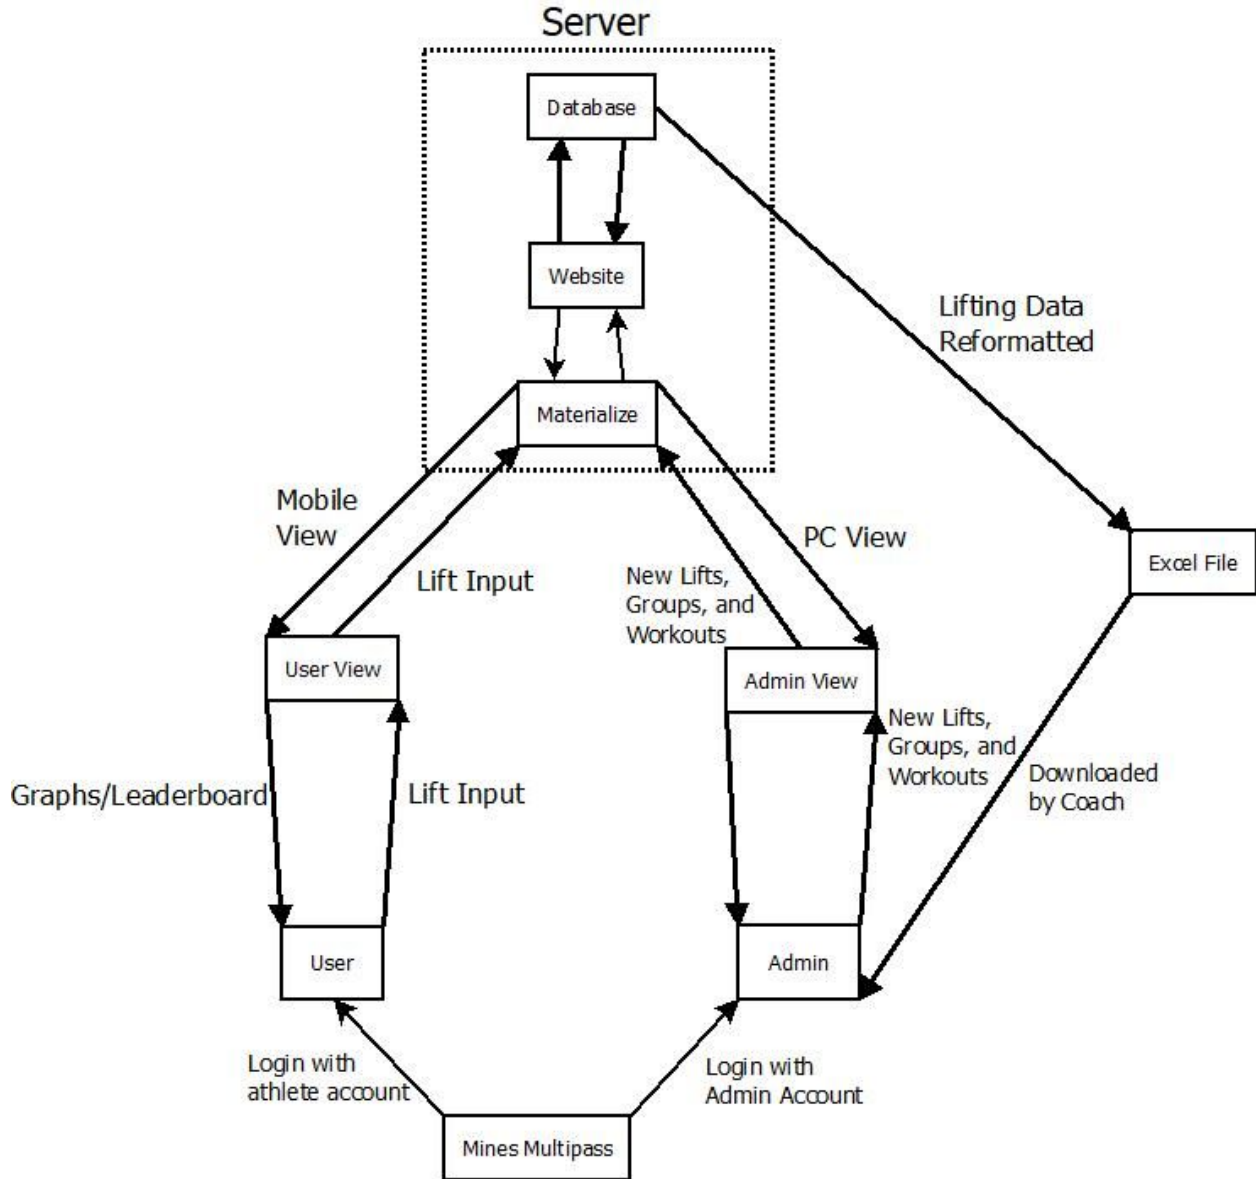 Server
Database
Website
Lifting Data
Reformatted
Materialize
Mobile
View
PC View
Lift Input
New Lifts,
Groups, and
Workouts
Excel File
User View
Admin View
New Lifts,
Groups, and
Workouts
Graphs/Leaderboard
Lift Input
Downloaded
by Coach
User
Admin
Login with
athlete account
Login with
Admin Account
Mines Multipass